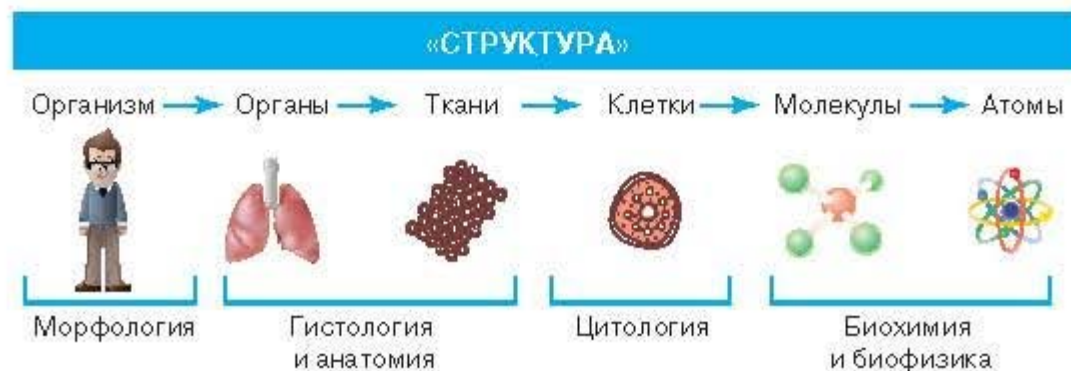 «СТРУКТУРА»
Организм Органы Ткани Клетки Молекулы Атомы
Морфология Гистология Цитология Биохимия
и анатомия и биофизика